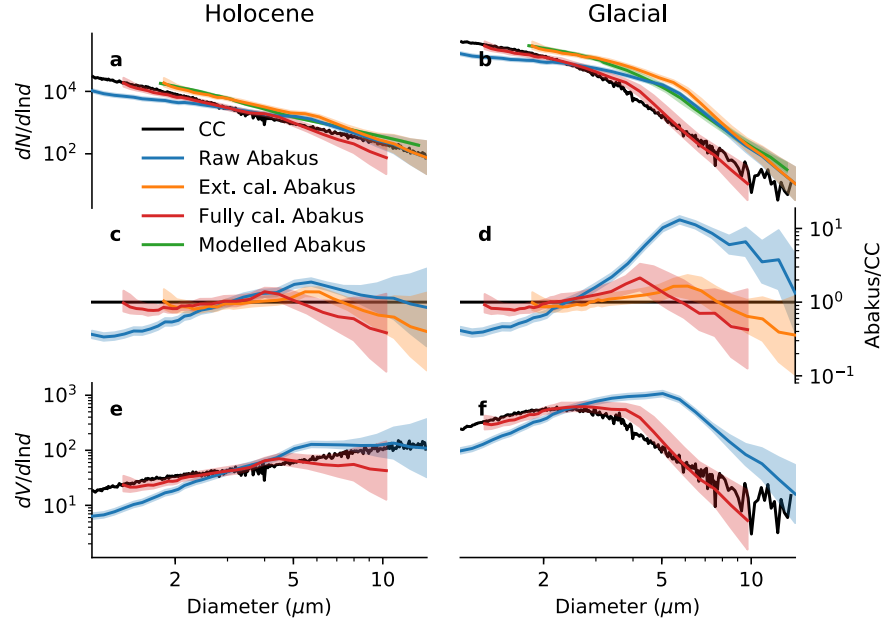 Holocene Glacial
a b
dN/dlnd
10^4
10^2
CC
Raw Abakus
Ext. cal. Abakus
Fully cal. Abakus
Modelled Abakus
c d
10^1
10^0
10^-1
Abakus/CC
e f
dV/dlnd
10^3
10^2
10^1
2 5 10 2 5 10
Diameter (μm) Diameter (μm)